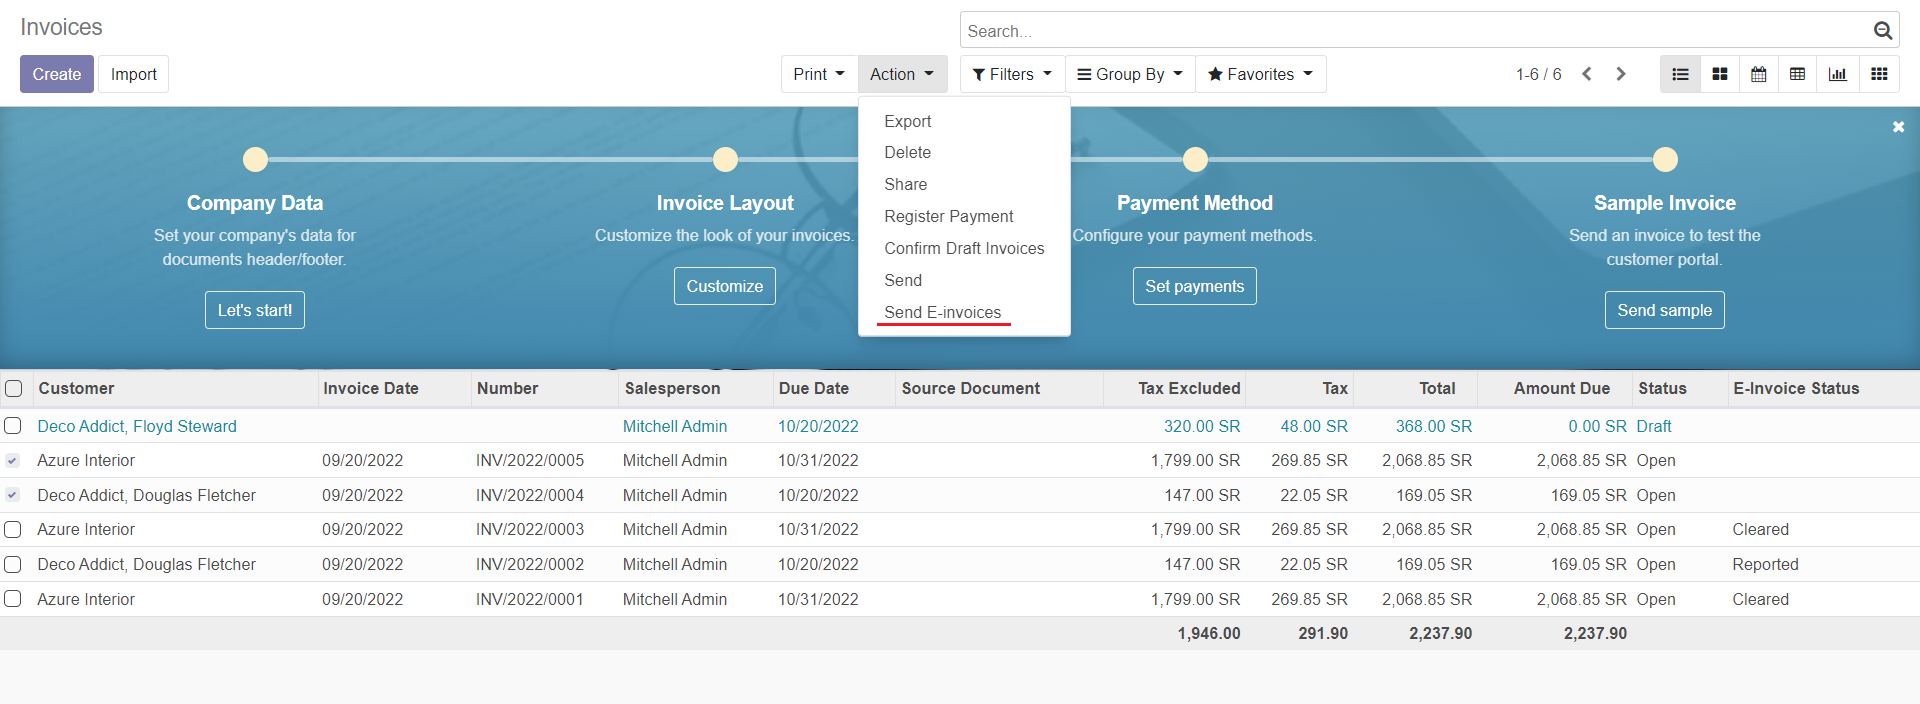 Invoices
Search...
Create Import Print Action Filters Group By Favorites 1-6 / 6
Export
Delete
Share
Register Payment
Confirm Draft Invoices
Send
Send E-invoices
Company Data
Set your company's data for
documents header/footer.
Let's start!
Invoice Layout
Customize the look of your invoices.
Customize
Payment Method
Configure your payment methods.
Set payments
Sample Invoice
Send an invoice to test the
customer portal.
Send sample
Customer Invoice Date Number Salesperson Due Date Source Document Tax Excluded Tax Total Amount Due Status E-Invoice Status
Deco Addict, Floyd Steward Mitchell Admin 10/20/2022 320.00 SR 48.00 SR 368.00 SR 0.00 SR Draft
Azure Interior 09/20/2022 INV/2022/0005 Mitchell Admin 10/31/2022 1,799.00 SR 269.85 SR 2,068.85 SR 2,068.85 SR Open
Deco Addict, Douglas Fletcher 09/20/2022 INV/2022/0004 Mitchell Admin 10/20/2022 147.00 SR 22.05 SR 169.05 SR 169.05 SR Open
Azure Interior 09/20/2022 INV/2022/0003 Mitchell Admin 10/31/2022 1,799.00 SR 269.85 SR 2,068.85 SR 2,068.85 SR Open Cleared
Deco Addict, Douglas Fletcher 09/20/2022 INV/2022/0002 Mitchell Admin 10/20/2022 147.00 SR 22.05 SR 169.05 SR 169.05 SR Open Reported
Azure Interior 09/20/2022 INV/2022/0001 Mitchell Admin 10/31/2022 1,799.00 SR 269.85 SR 2,068.85 SR 2,068.85 SR Open Cleared
1,946.00 291.90 2,237.90 2,237.90